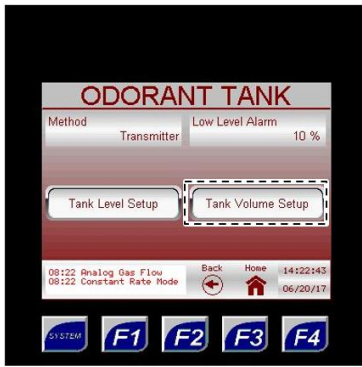 ODORANT TANK
Method
Transmitter
Low Level Alarm
10 %
Tank Level Setup
Tank Volume Setup
08:22 Analog Gas Flow
08:22 Constant Rate Mode
Back
Home
14:22:43
06/20/17
SYSTEM
F1
F2
F3
F4